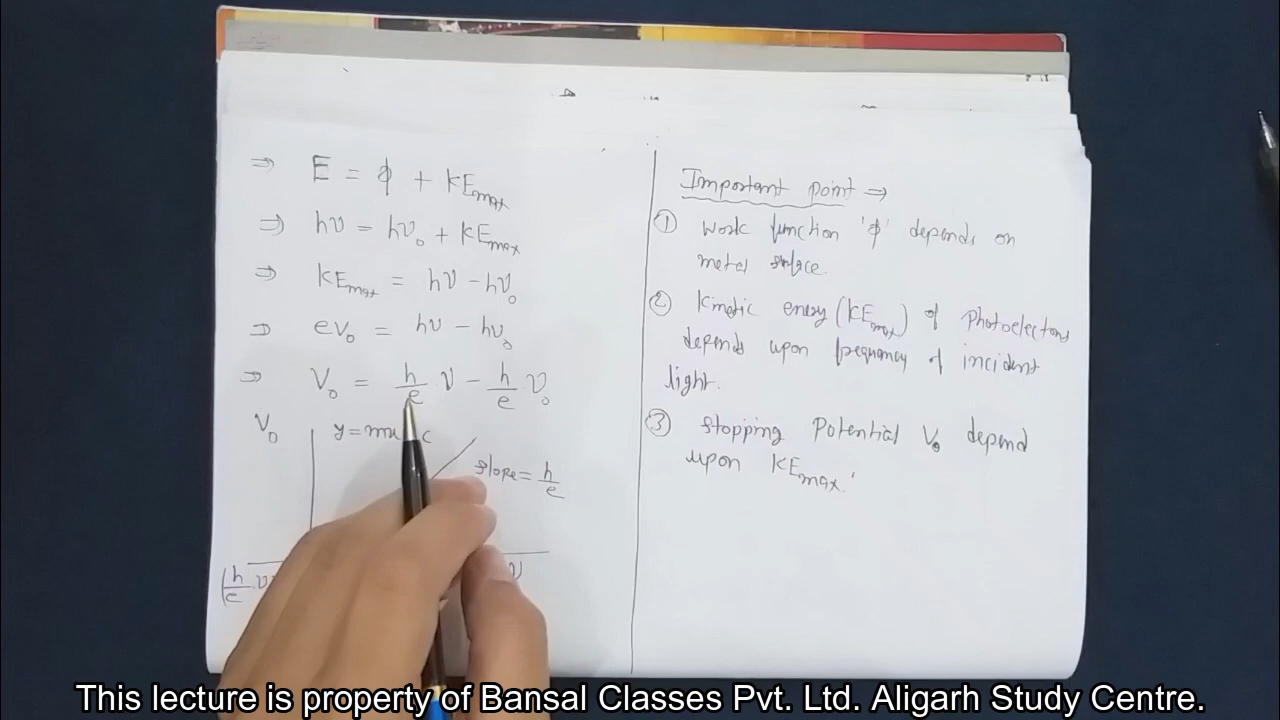 ⇒ E = φ + KEmax
⇒ hν = hν₀ + KEmax
⇒ KEmax = hν − hν₀
⇒ eV₀ = hν − hν₀
⇒ V₀ = h/e ν − h/e ν₀
V₀
y = mx c
slope = h/e
h/e ν
ν
Important point ⇒
① Work function 'φ' depends on
metal surface.
② Kinetic energy (KEmax) of Photoelectrons
depends upon frequency of incident
light.
③ Stopping Potential V₀ depend
upon KEmax.
This lecture is property of Bansal Classes Pvt. Ltd. Aligarh Study Centre.